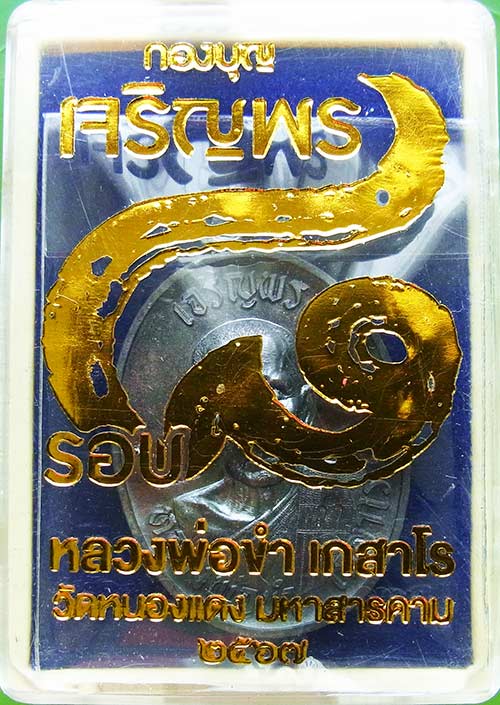 กองบุญ
เจริญพร
๘
รอบ
เจริญพร
หลวงพ่อขำ เกสาโร
วัดหนองแดง มหาสารคาม
๒๕๖๗